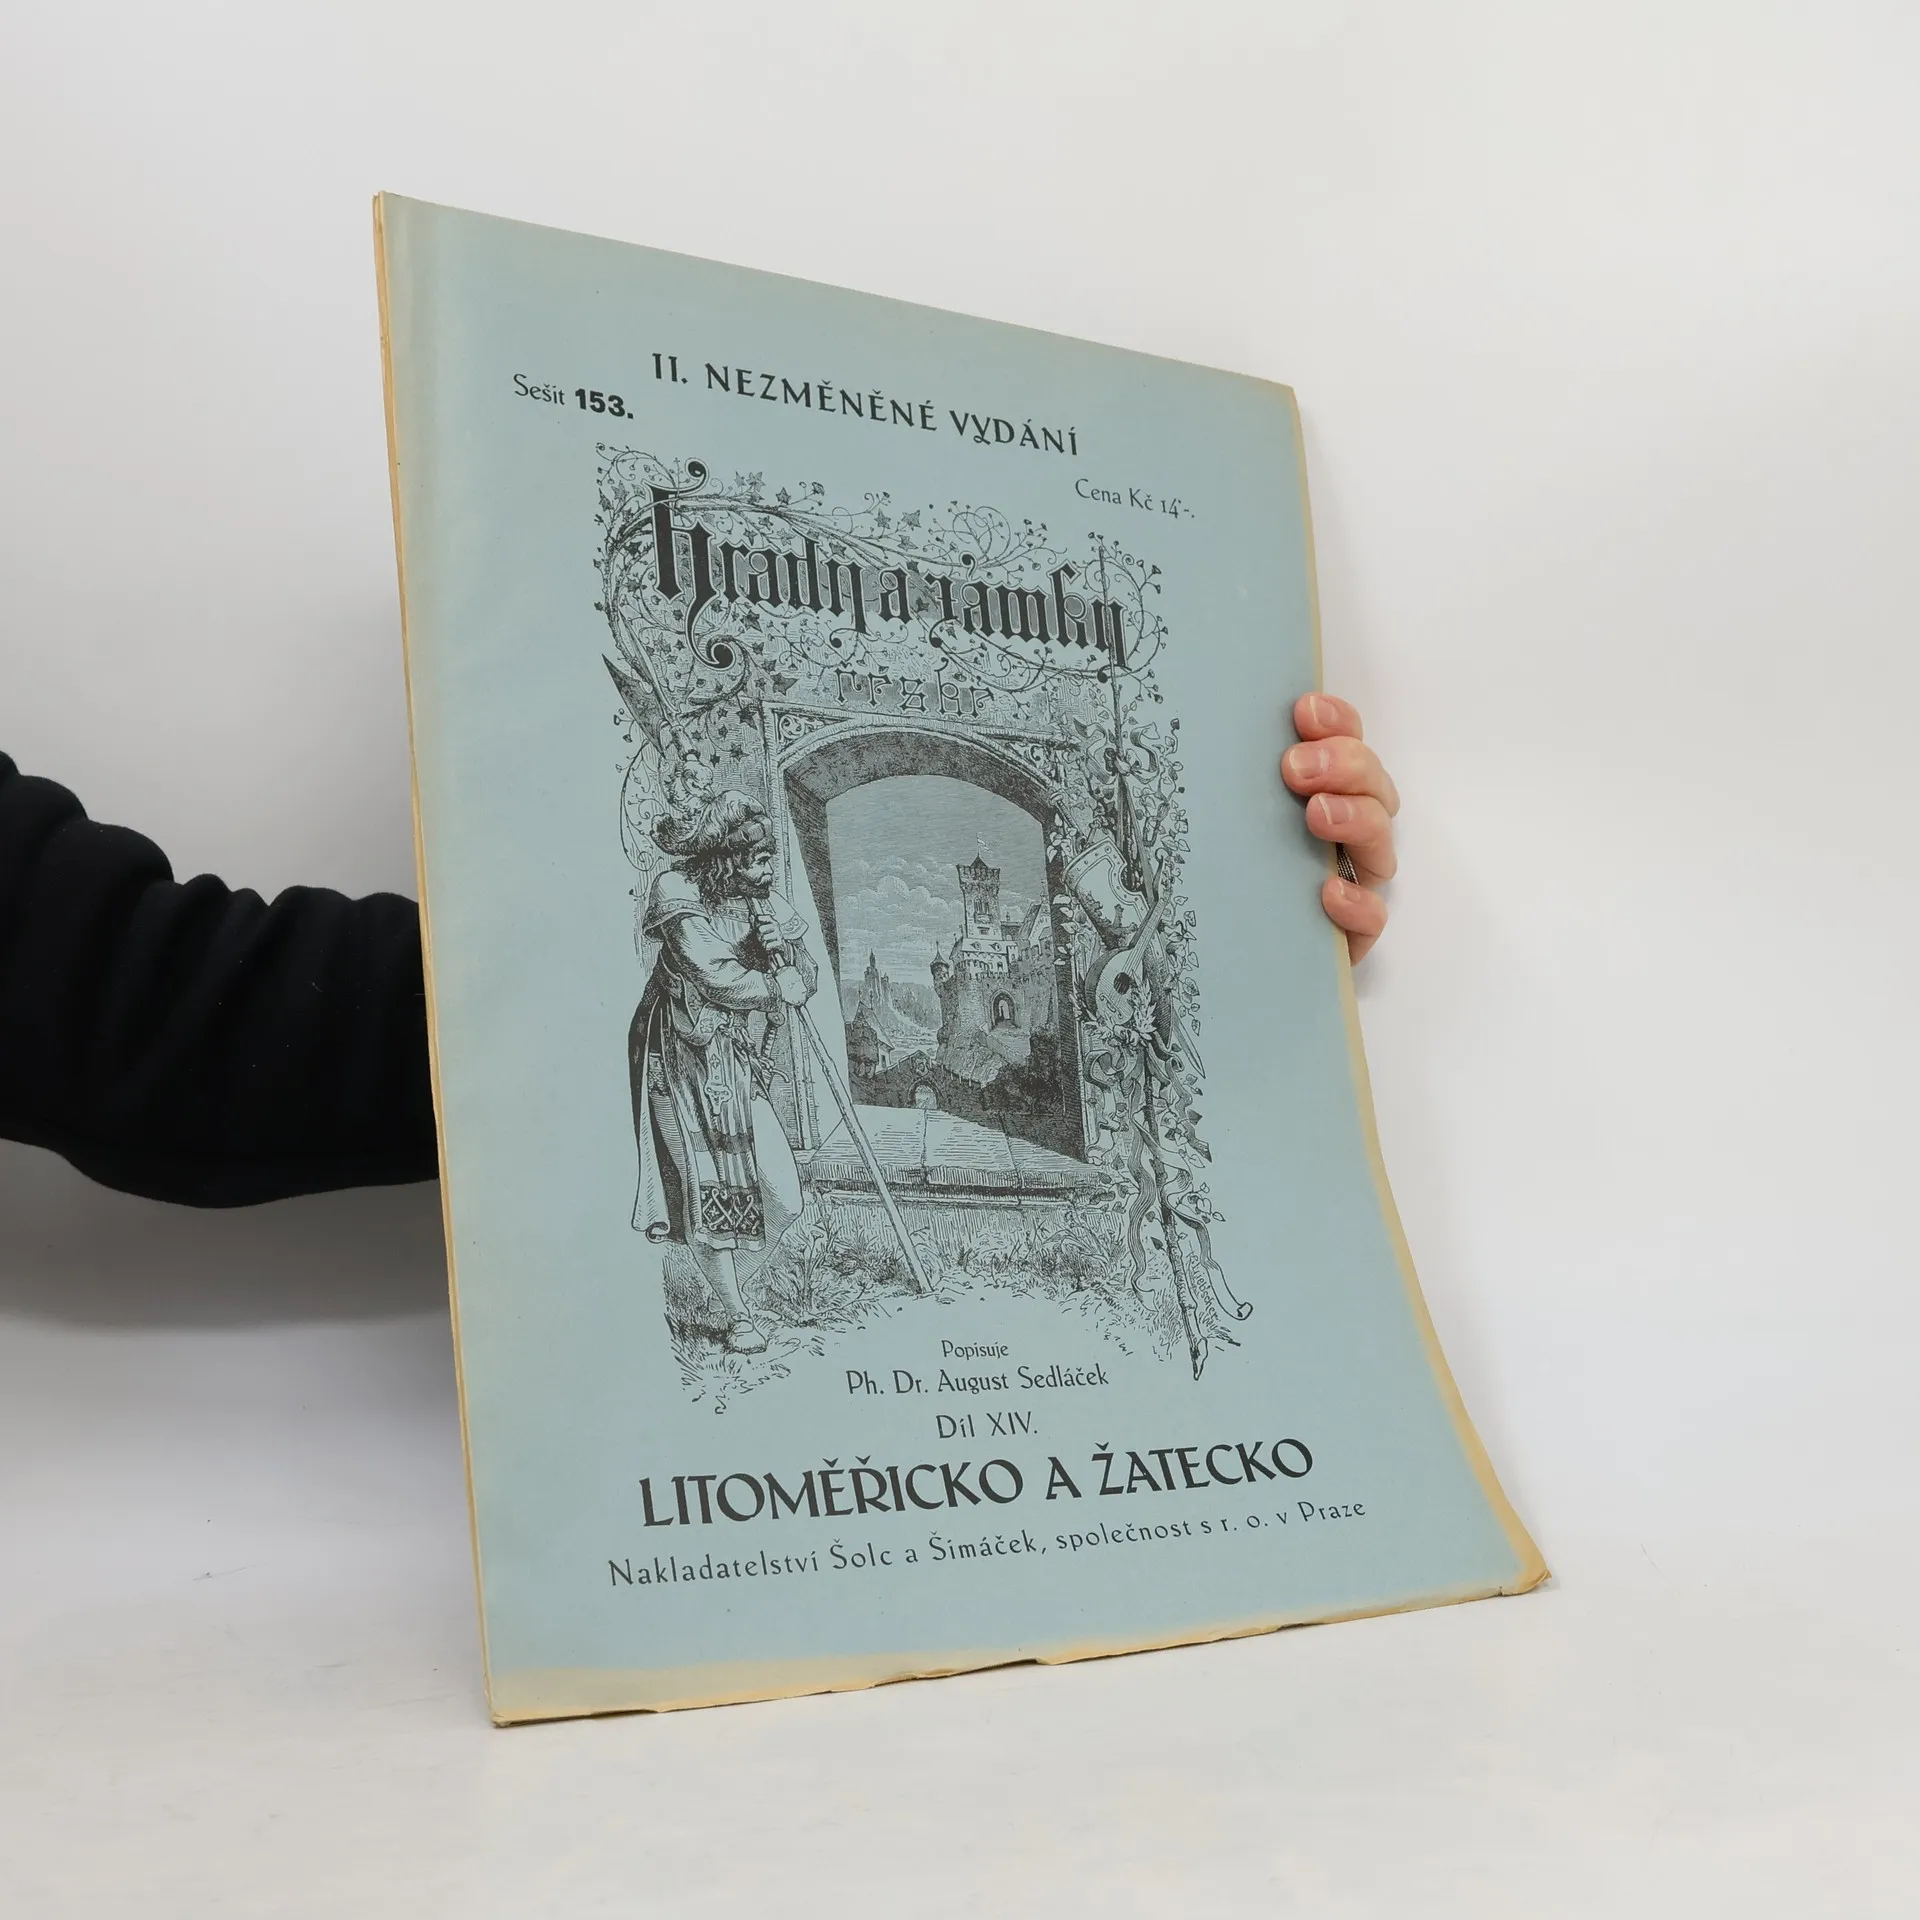 II. NEZMĚNĚNÉ VYDÁNÍ
Sešit 153.
Cena Kč 14·-.
Hrady a zámky
české
Popisuje
Ph. Dr. August Sedláček
Díl XIV.
LITOMĚŘICKO A ŽATECKO
Nakladatelství Šolc a Šimáček, společnost s r. o. v Praze